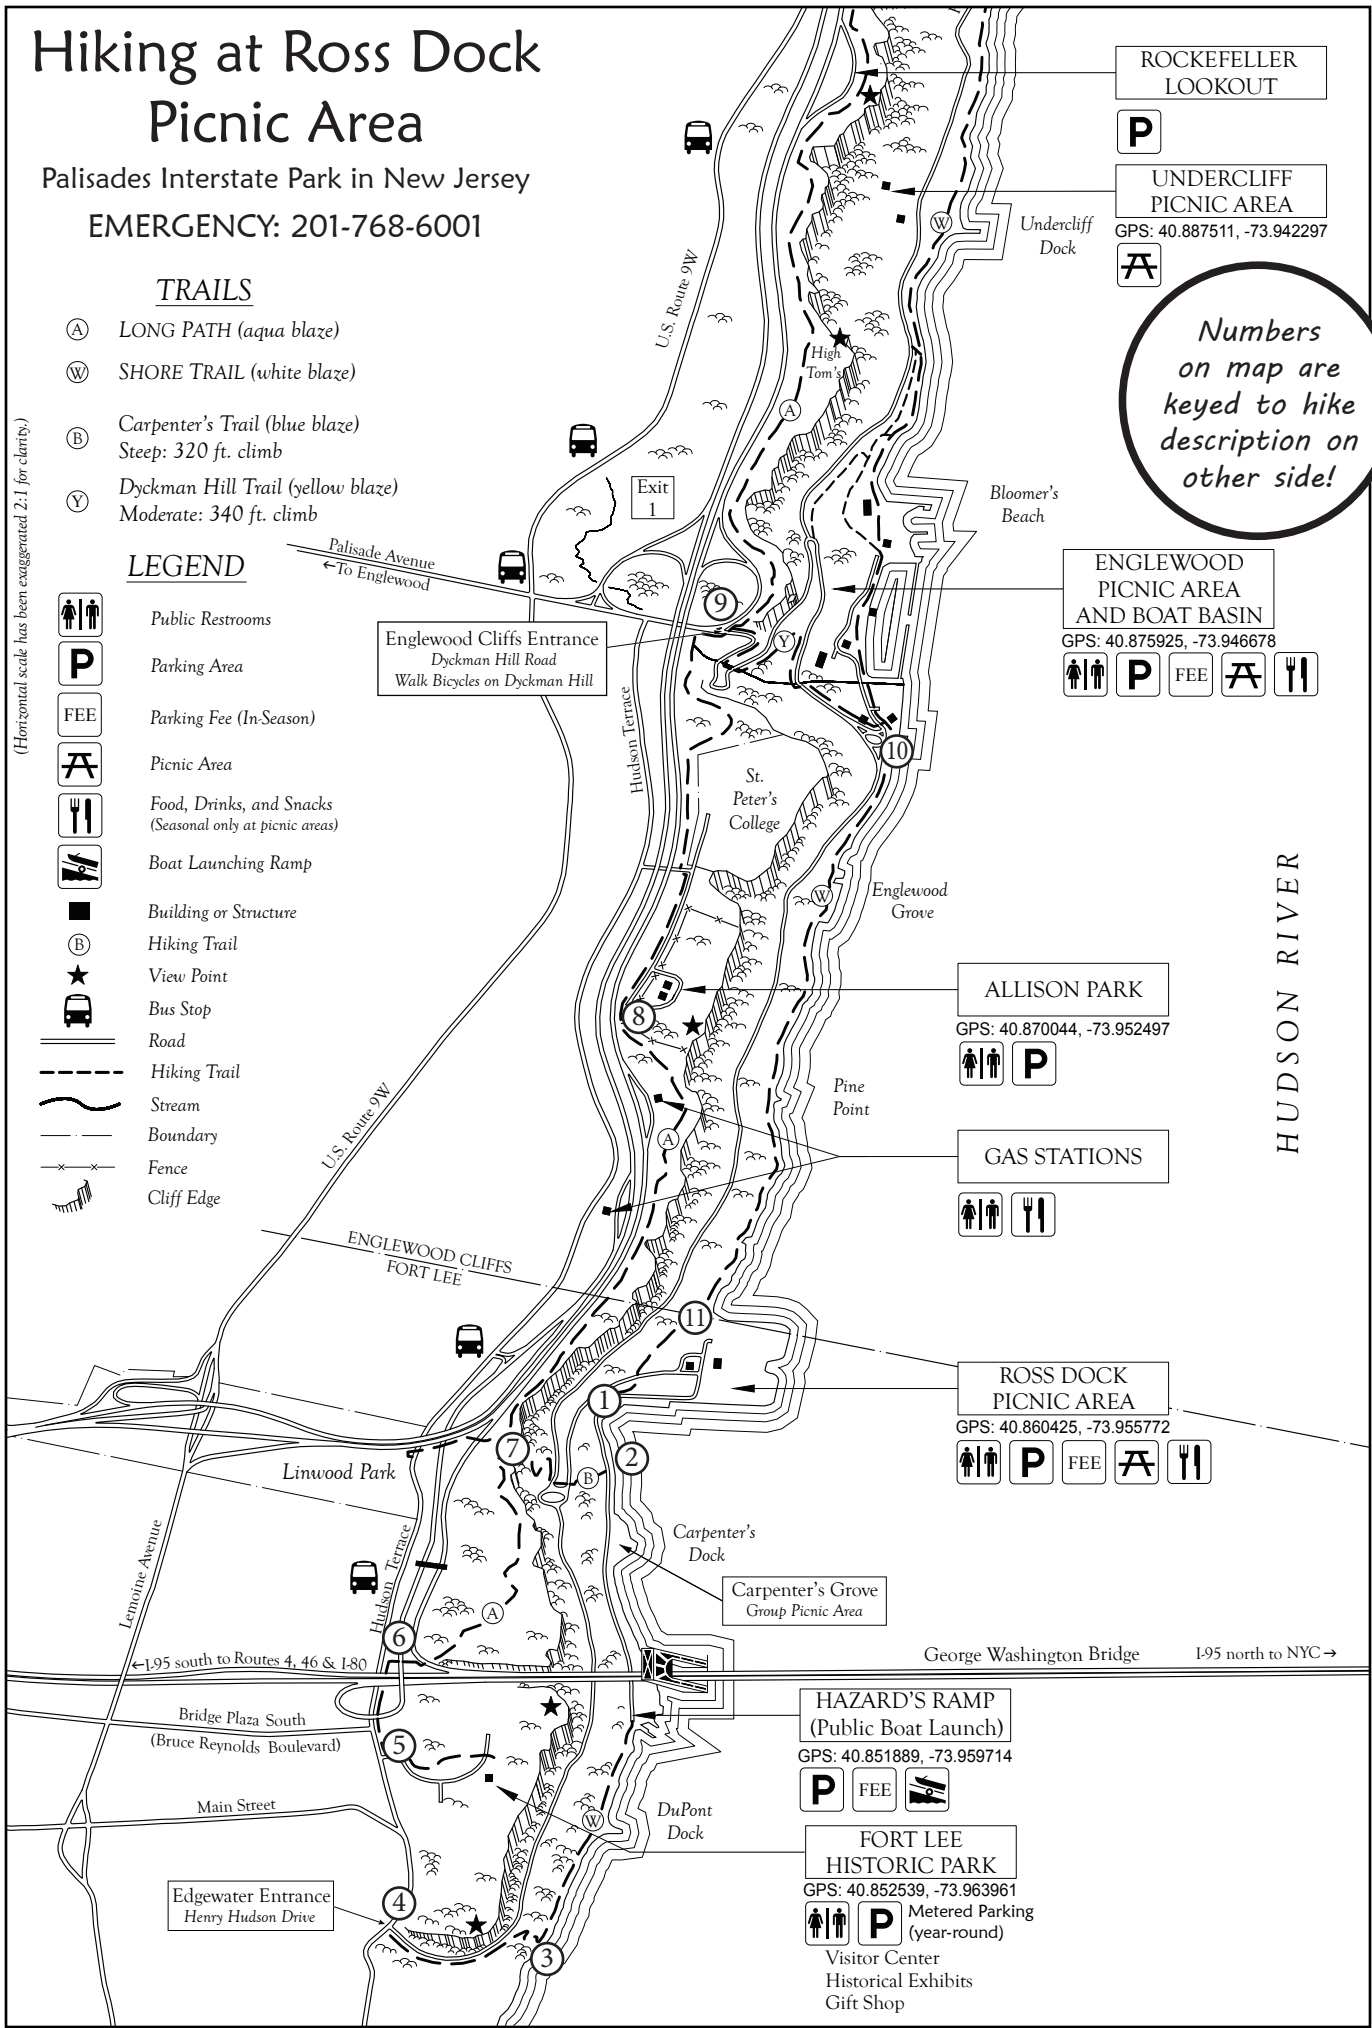 Hiking at Ross Dock
Picnic Area
Palisades Interstate Park in New Jersey
EMERGENCY: 201-768-6001
TRAILS
A
LONG PATH (aqua blaze)
W
SHORE TRAIL (white blaze)
B
Carpenter's Trail (blue blaze)
Steep: 320 ft. climb
Y
Dyckman Hill Trail (yellow blaze)
Moderate: 340 ft. climb
(Horizontal scale has been exaggerated 2:1 for clarity.)
LEGEND
Public Restrooms
P
Parking Area
FEE
Parking Fee (In-Season)
Picnic Area
Food, Drinks, and Snacks
(Seasonal only at picnic areas)
Boat Launching Ramp
Building or Structure
B
Hiking Trail
View Point
Bus Stop
Road
Hiking Trail
Stream
Boundary
Fence
Cliff Edge
ROCKEFELLER
LOOKOUT
P
UNDERCLIFF
PICNIC AREA
GPS: 40.887511, -73.942297
Undercliff
Dock
W
Numbers
on map are
keyed to hike
description on
other side!
U.S. Route 9W
High
Tom's
A
Exit
1
Bloomer's
Beach
Palisade Avenue
←To Englewood
ENGLEWOOD
PICNIC AREA
AND BOAT BASIN
GPS: 40.875925, -73.946678
P
FEE
9
Y
Englewood Cliffs Entrance
Dyckman Hill Road
Walk Bicycles on Dyckman Hill
Hudson Terrace
10
St.
Peter's
College
W
Englewood
Grove
HUDSON RIVER
ALLISON PARK
GPS: 40.870044, -73.952497
P
8
Pine
Point
A
GAS STATIONS
U.S. Route 9W
ENGLEWOOD CLIFFS
FORT LEE
11
ROSS DOCK
PICNIC AREA
GPS: 40.860425, -73.955772
P
FEE
1
7
2
B
Linwood Park
Carpenter's
Dock
Carpenter's Grove
Group Picnic Area
Lemoine Avenue
Hudson Terrace
A
6
←I-95 south to Routes 4, 46 & I-80
George Washington Bridge
I-95 north to NYC→
HAZARD'S RAMP
(Public Boat Launch)
GPS: 40.851889, -73.959714
P
FEE
Bridge Plaza South
(Bruce Reynolds Boulevard)
5
Main Street
W
DuPont
Dock
FORT LEE
HISTORIC PARK
GPS: 40.852539, -73.963961
P
Metered Parking
(year-round)
Visitor Center
Historical Exhibits
Gift Shop
Edgewater Entrance
Henry Hudson Drive
4
3